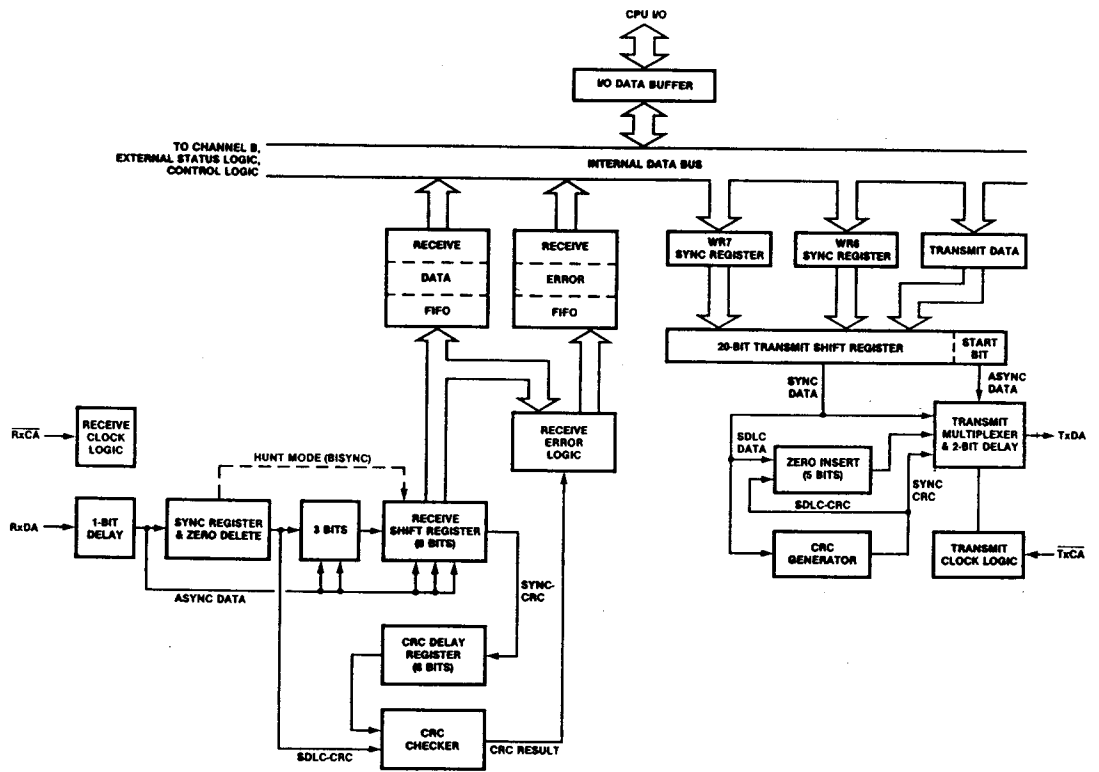 CPU I/O
I/O DATA BUFFER
TO CHANNEL B,
EXTERNAL STATUS LOGIC,
CONTROL LOGIC
INTERNAL DATA BUS
RECEIVE
DATA
FIFO
RECEIVE
ERROR
FIFO
WR7
SYNC REGISTER
WR6
SYNC REGISTER
TRANSMIT DATA
20-BIT TRANSMIT SHIFT REGISTER
START
BIT
SYNC
DATA
ASYNC
DATA
RxCA
RECEIVE
CLOCK
LOGIC
RECEIVE
ERROR
LOGIC
TRANSMIT
MULTIPLEXER
& 2-BIT DELAY
TxDA
SDLC
DATA
ZERO INSERT
(5 BITS)
SYNC
CRC
SDLC-CRC
HUNT MODE (BISYNC)
RxDA
1-BIT
DELAY
SYNC REGISTER
& ZERO DELETE
3 BITS
RECEIVE
SHIFT REGISTER
(8 BITS)
CRC
GENERATOR
TRANSMIT
CLOCK LOGIC
TxCA
ASYNC DATA
SYNC-
CRC
CRC DELAY
REGISTER
(8 BITS)
CRC
CHECKER
SDLC-CRC
CRC RESULT